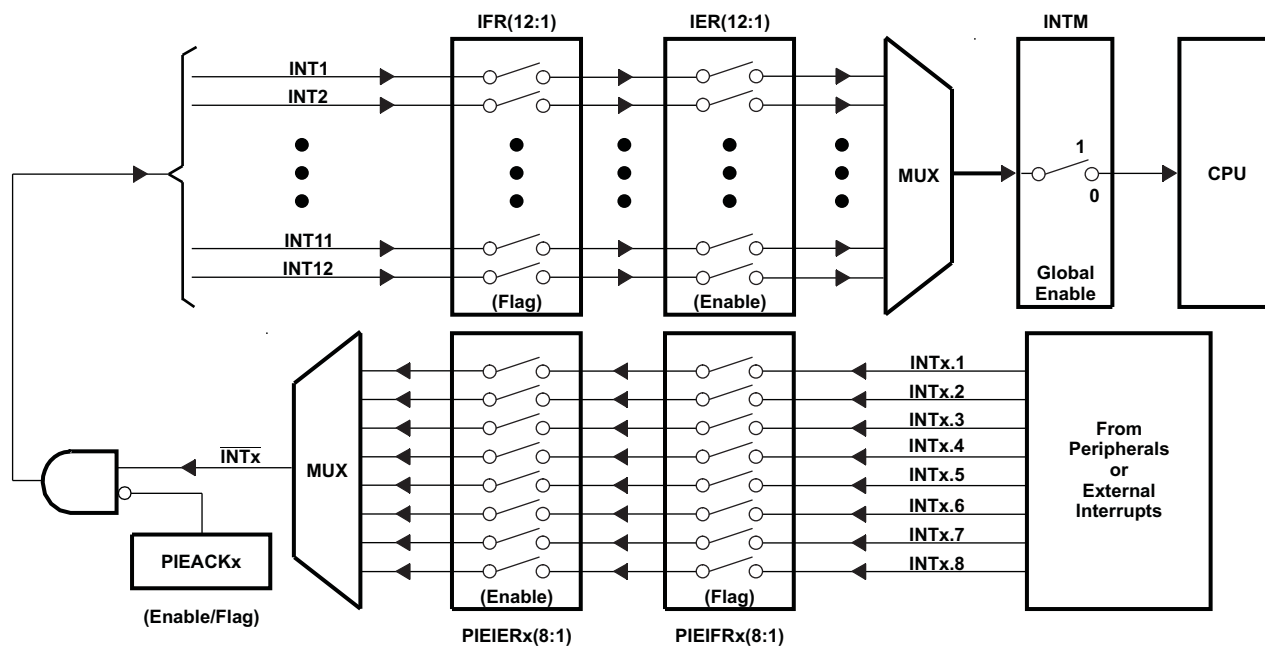 IFR(12:1)
IER(12:1)
INTM
INT1
INT2
INT11
INT12
(Flag)
(Enable)
MUX
1
0
Global
Enable
CPU
INTx.1
INTx.2
INTx.3
INTx.4
INTx.5
INTx.6
INTx.7
INTx.8
From
Peripherals
or
External
Interrupts
INTx
MUX
PIEACKx
(Enable/Flag)
(Enable)
(Flag)
PIEIERx(8:1)
PIEIFRx(8:1)